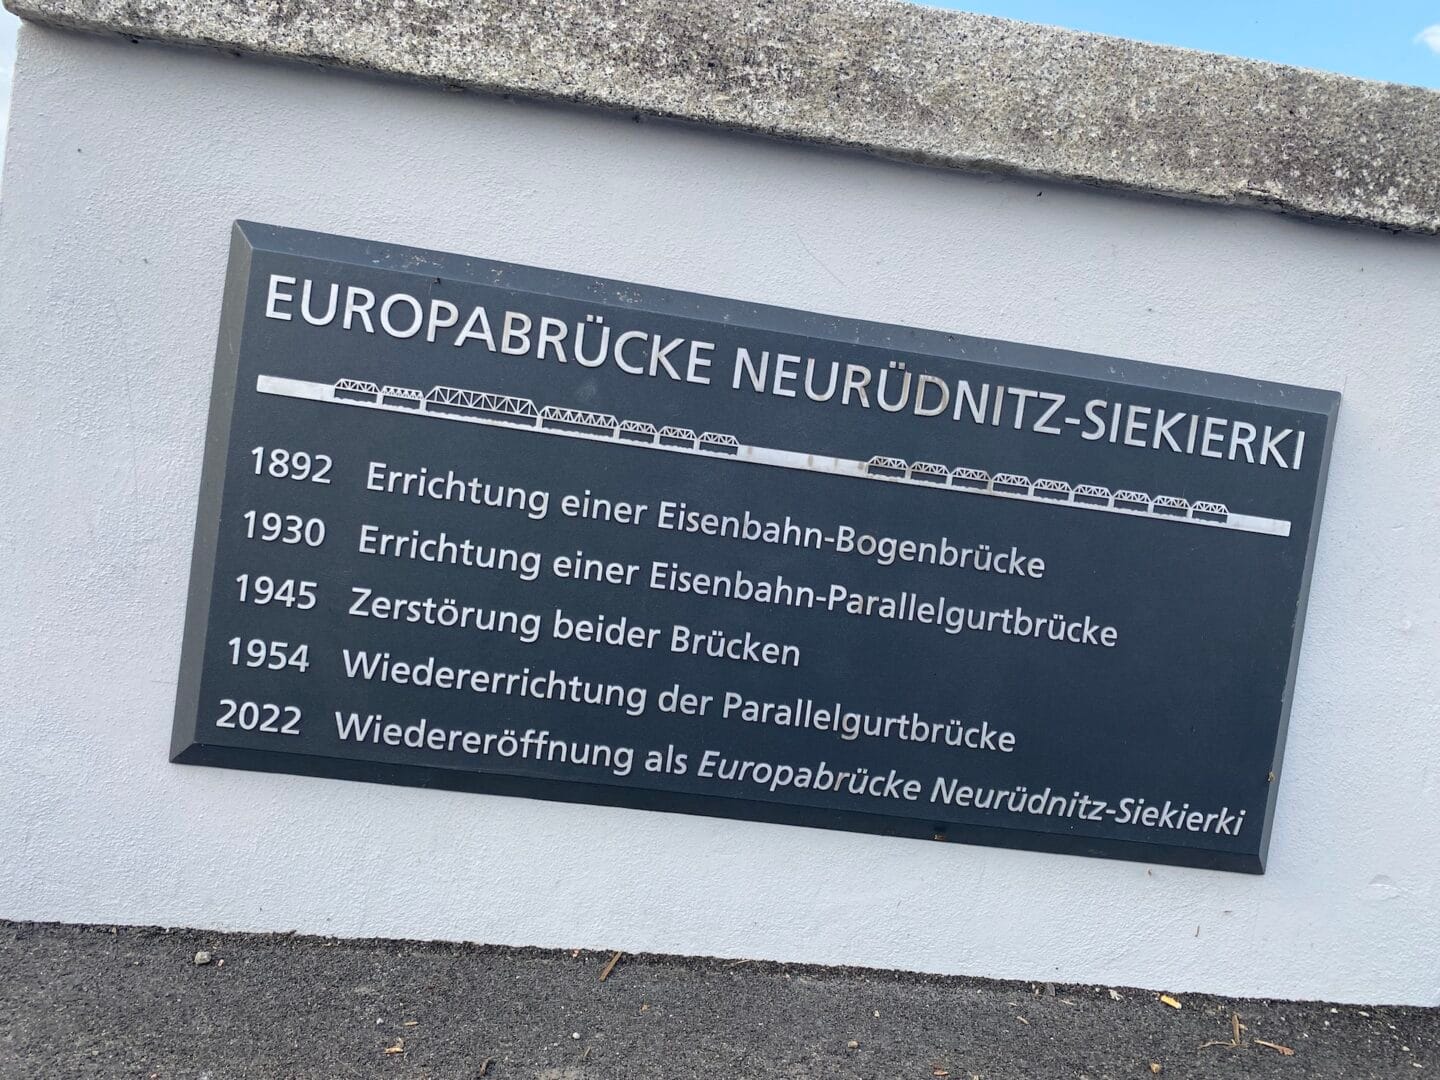 EUROPABRÜCKE NEURÜDNITZ-SIEKIERKI
1892 Errichtung einer Eisenbahn-Bogenbrücke
1930 Errichtung einer Eisenbahn-Parallelgurtbrücke
1945 Zerstörung beider Brücken
1954 Wiedererrichtung der Parallelgurtbrücke
2022 Wiedereröffnung als Europabrücke Neurüdnitz-Siekierki